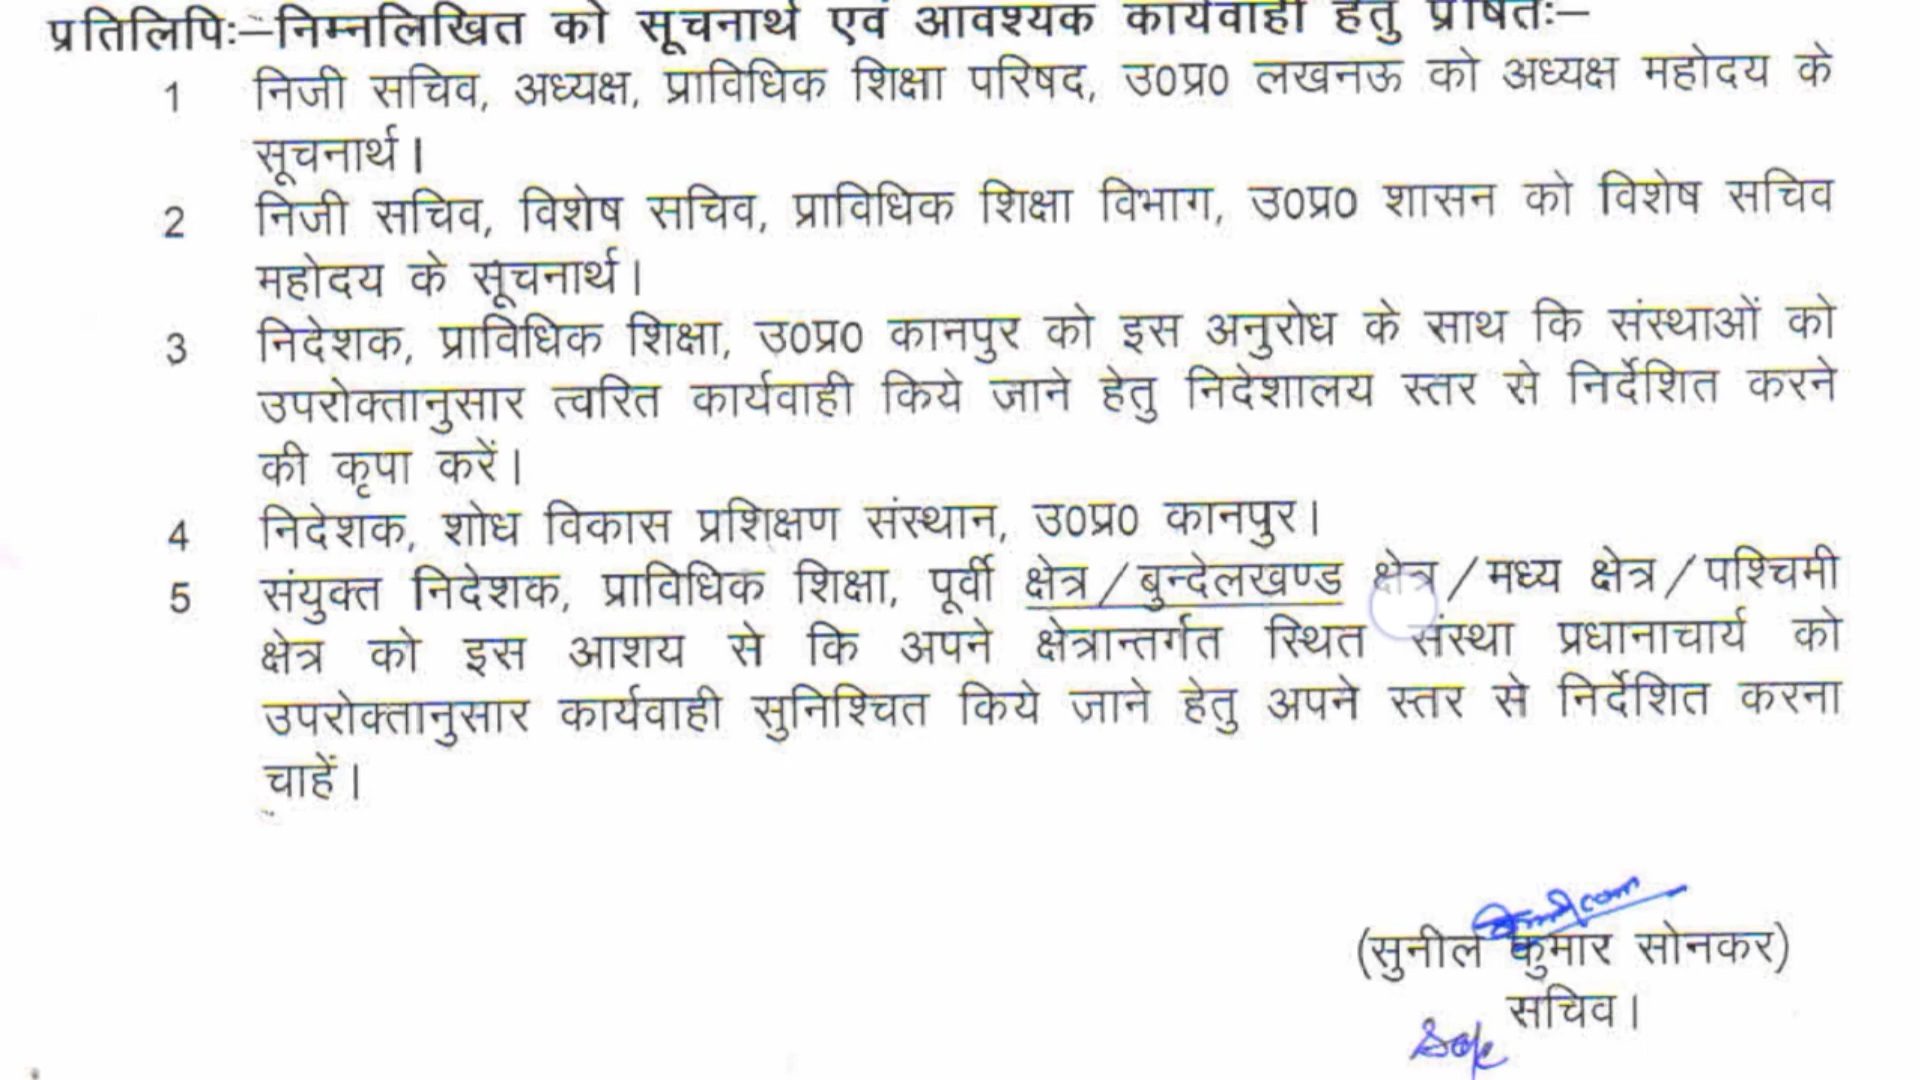 प्रतिलिपिः–निम्नलिखित को सूचनार्थ एवं आवश्यक कार्यवाही हेतु प्रेषितः–
1 निजी सचिव, अध्यक्ष, प्राविधिक शिक्षा परिषद, उ0प्र0 लखनऊ को अध्यक्ष महोदय के
सूचनार्थ।
2 निजी सचिव, विशेष सचिव, प्राविधिक शिक्षा विभाग, उ0प्र0 शासन को विशेष सचिव
महोदय के सूचनार्थ।
3 निदेशक, प्राविधिक शिक्षा, उ0प्र0 कानपुर को इस अनुरोध के साथ कि संस्थाओं को
उपरोक्तानुसार त्वरित कार्यवाही किये जाने हेतु निदेशालय स्तर से निर्देशित करने
की कृपा करें।
4 निदेशक, शोध विकास प्रशिक्षण संस्थान, उ0प्र0 कानपुर।
5 संयुक्त निदेशक, प्राविधिक शिक्षा, पूर्वी क्षेत्र/बुन्देलखण्ड क्षेत्र/मध्य क्षेत्र/पश्चिमी
क्षेत्र को इस आशय से कि अपने क्षेत्रान्तर्गत स्थित संस्था प्रधानाचार्य को
उपरोक्तानुसार कार्यवाही सुनिश्चित किये जाने हेतु अपने स्तर से निर्देशित करना
चाहें।
(सुनील कुमार सोनकर)
सचिव।